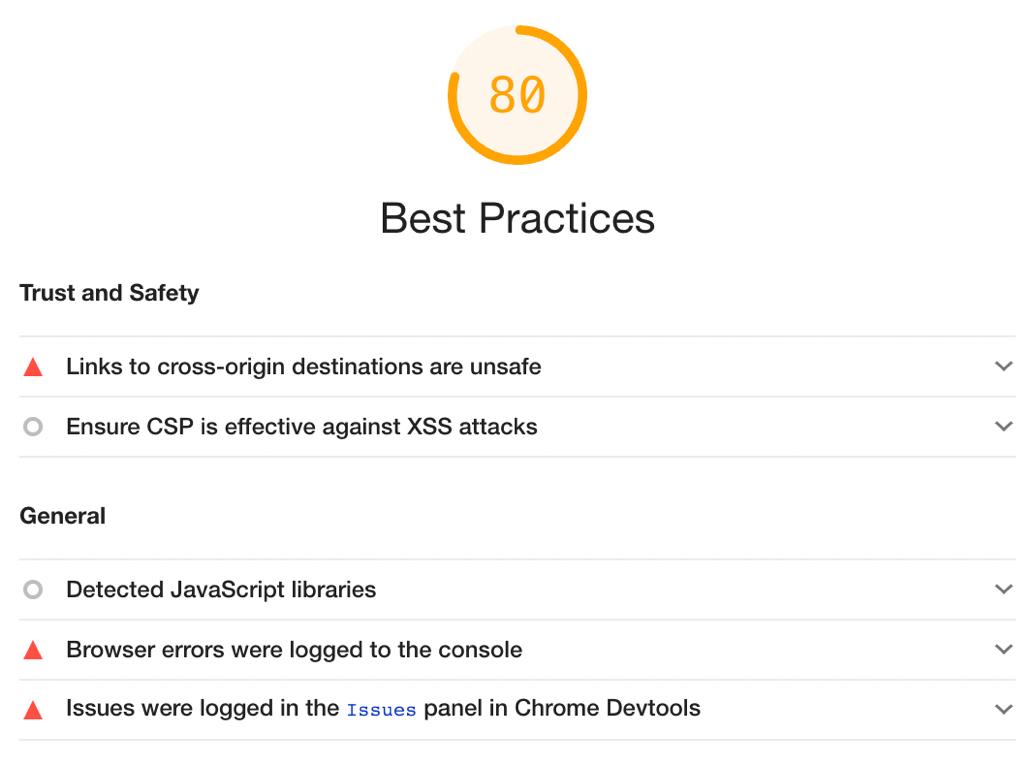 80
Best Practices
Trust and Safety
Links to cross-origin destinations are unsafe
Ensure CSP is effective against XSS attacks
General
Detected JavaScript libraries
Browser errors were logged to the console
Issues were logged in the Issues panel in Chrome Devtools